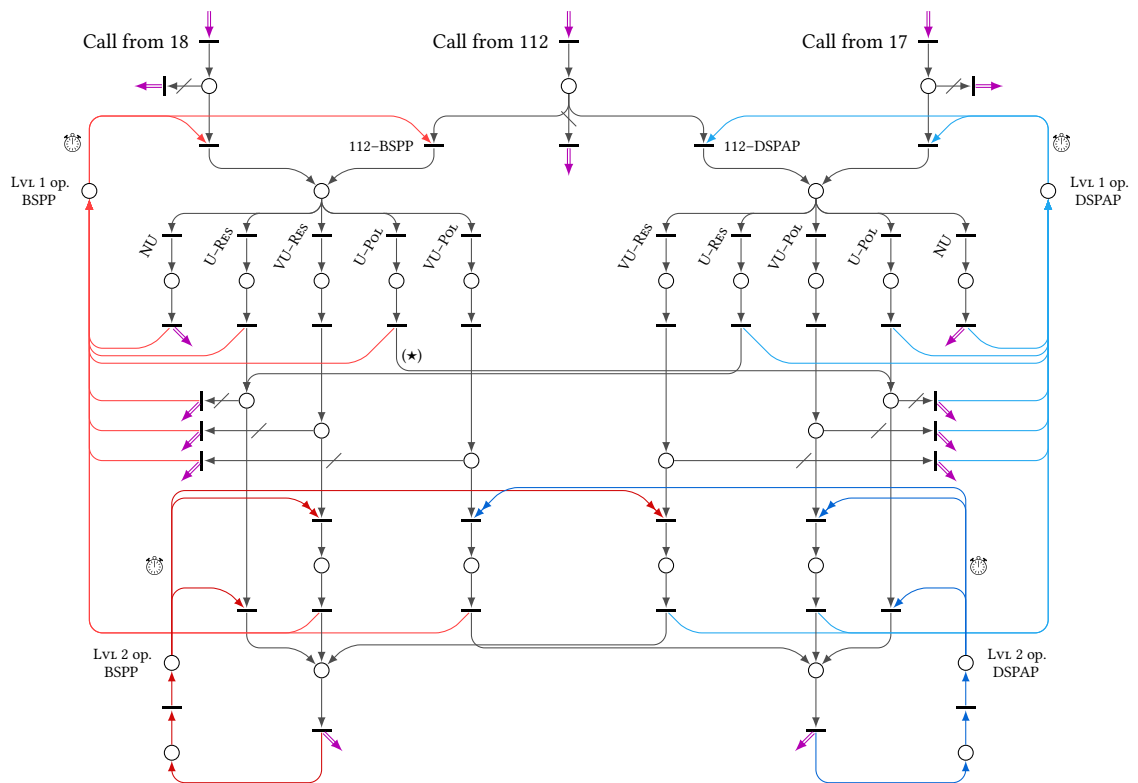 Call from 18
Call from 112
Call from 17
112–BSPP
112–DSPAP
Lvl 1 op.
BSPP
Lvl 1 op.
DSPAP
NU
U–Res
VU–Res
U–Pol
VU–Pol
VU–Res
U–Res
VU–Pol
U–Pol
NU
(★)
Lvl 2 op.
BSPP
Lvl 2 op.
DSPAP